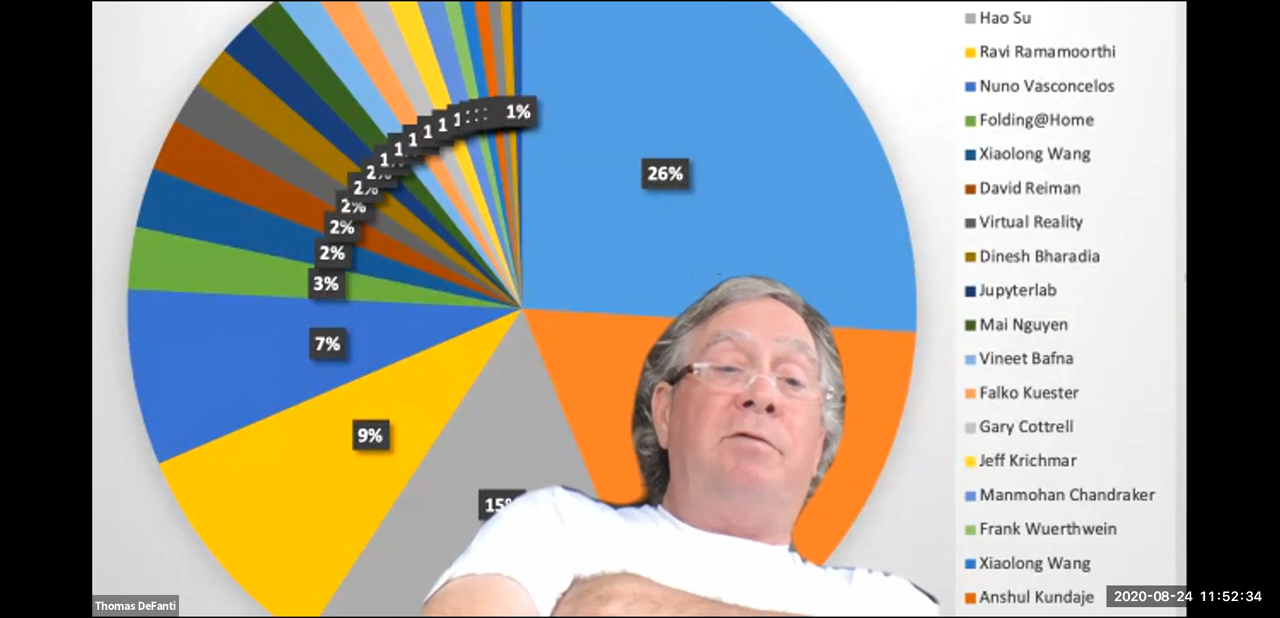 Hao Su
Ravi Ramamoorthi
Nuno Vasconcelos
Folding@Home
Xiaolong Wang
David Reiman
Virtual Reality
Dinesh Bharadia
Jupyterlab
Mai Nguyen
Vineet Bafna
Falko Kuester
Gary Cottrell
Jeff Krichmar
Manmohan Chandraker
Frank Wuerthwein
Xiaolong Wang
Anshul Kundaje
1%
26%
2%
2%
2%
2%
2%
3%
7%
9%
Thomas DeFanti
2020-08-24 11:52:34